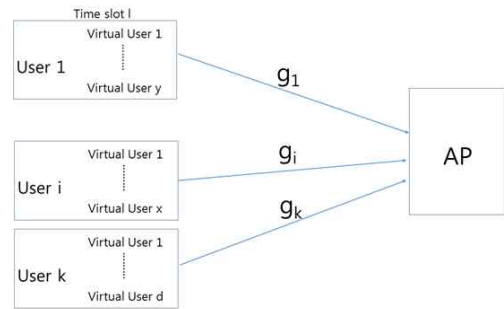 Time slot l
User 1
Virtual User 1
Virtual User y
g1
User i
Virtual User 1
Virtual User x
gi
AP
User k
Virtual User 1
Virtual User d
gk